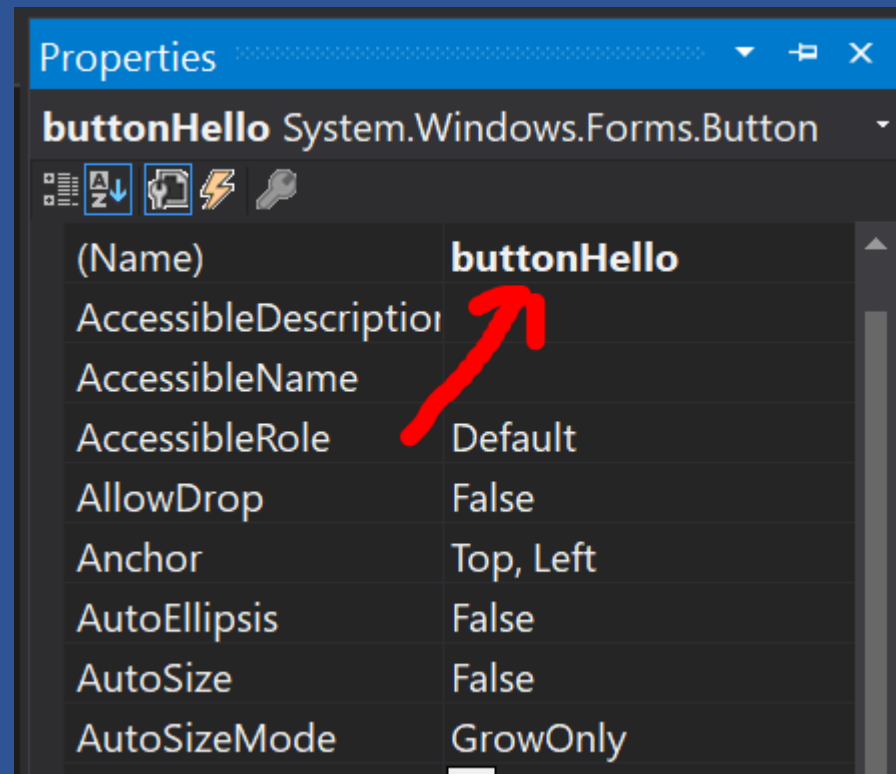 Properties
buttonHello System.Windows.Forms.Button
(Name) buttonHello
AccessibleDescription
AccessibleName
AccessibleRole Default
AllowDrop False
Anchor Top, Left
AutoEllipsis False
AutoSize False
AutoSizeMode GrowOnly